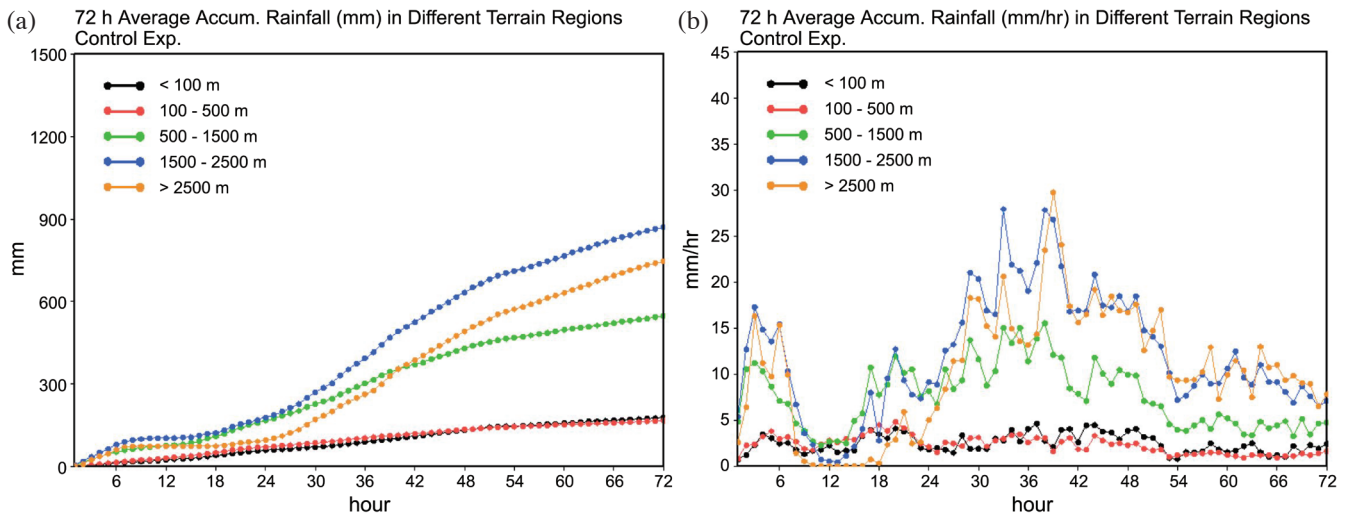 (a)
72 h Average Accum. Rainfall (mm) in Different Terrain Regions
Control Exp.
1500
1200
900
600
300
0
mm
< 100 m
100 - 500 m
500 - 1500 m
1500 - 2500 m
> 2500 m
6 12 18 24 30 36 42 48 54 60 66 72
hour
(b)
72 h Average Accum. Rainfall (mm/hr) in Different Terrain Regions
Control Exp.
45
40
35
30
25
20
15
10
5
0
mm/hr
< 100 m
100 - 500 m
500 - 1500 m
1500 - 2500 m
> 2500 m
6 12 18 24 30 36 42 48 54 60 66 72
hour